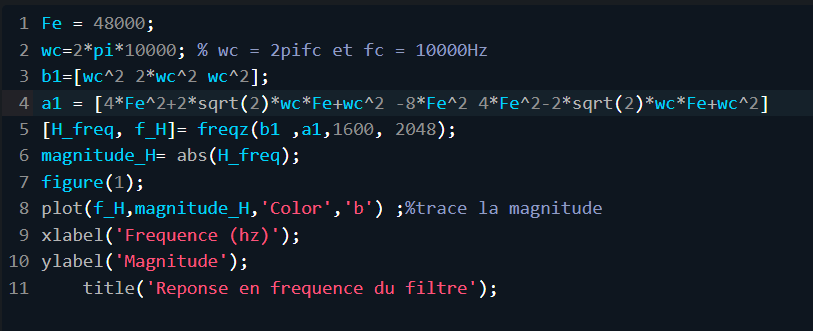 1 Fe = 48000;
2 wc=2*pi*10000; % wc = 2pifc et fc = 10000Hz
3 b1=[wc^2 2*wc^2 wc^2];
4 a1 = [4*Fe^2+2*sqrt(2)*wc*Fe+wc^2 -8*Fe^2 4*Fe^2-2*sqrt(2)*wc*Fe+wc^2]
5 [H_freq, f_H]= freqz(b1 ,a1,1600, 2048);
6 magnitude_H= abs(H_freq);
7 figure(1);
8 plot(f_H,magnitude_H,'Color','b') ;%trace la magnitude
9 xlabel('Frequence (hz)');
10 ylabel('Magnitude');
11     title('Reponse en frequence du filtre');